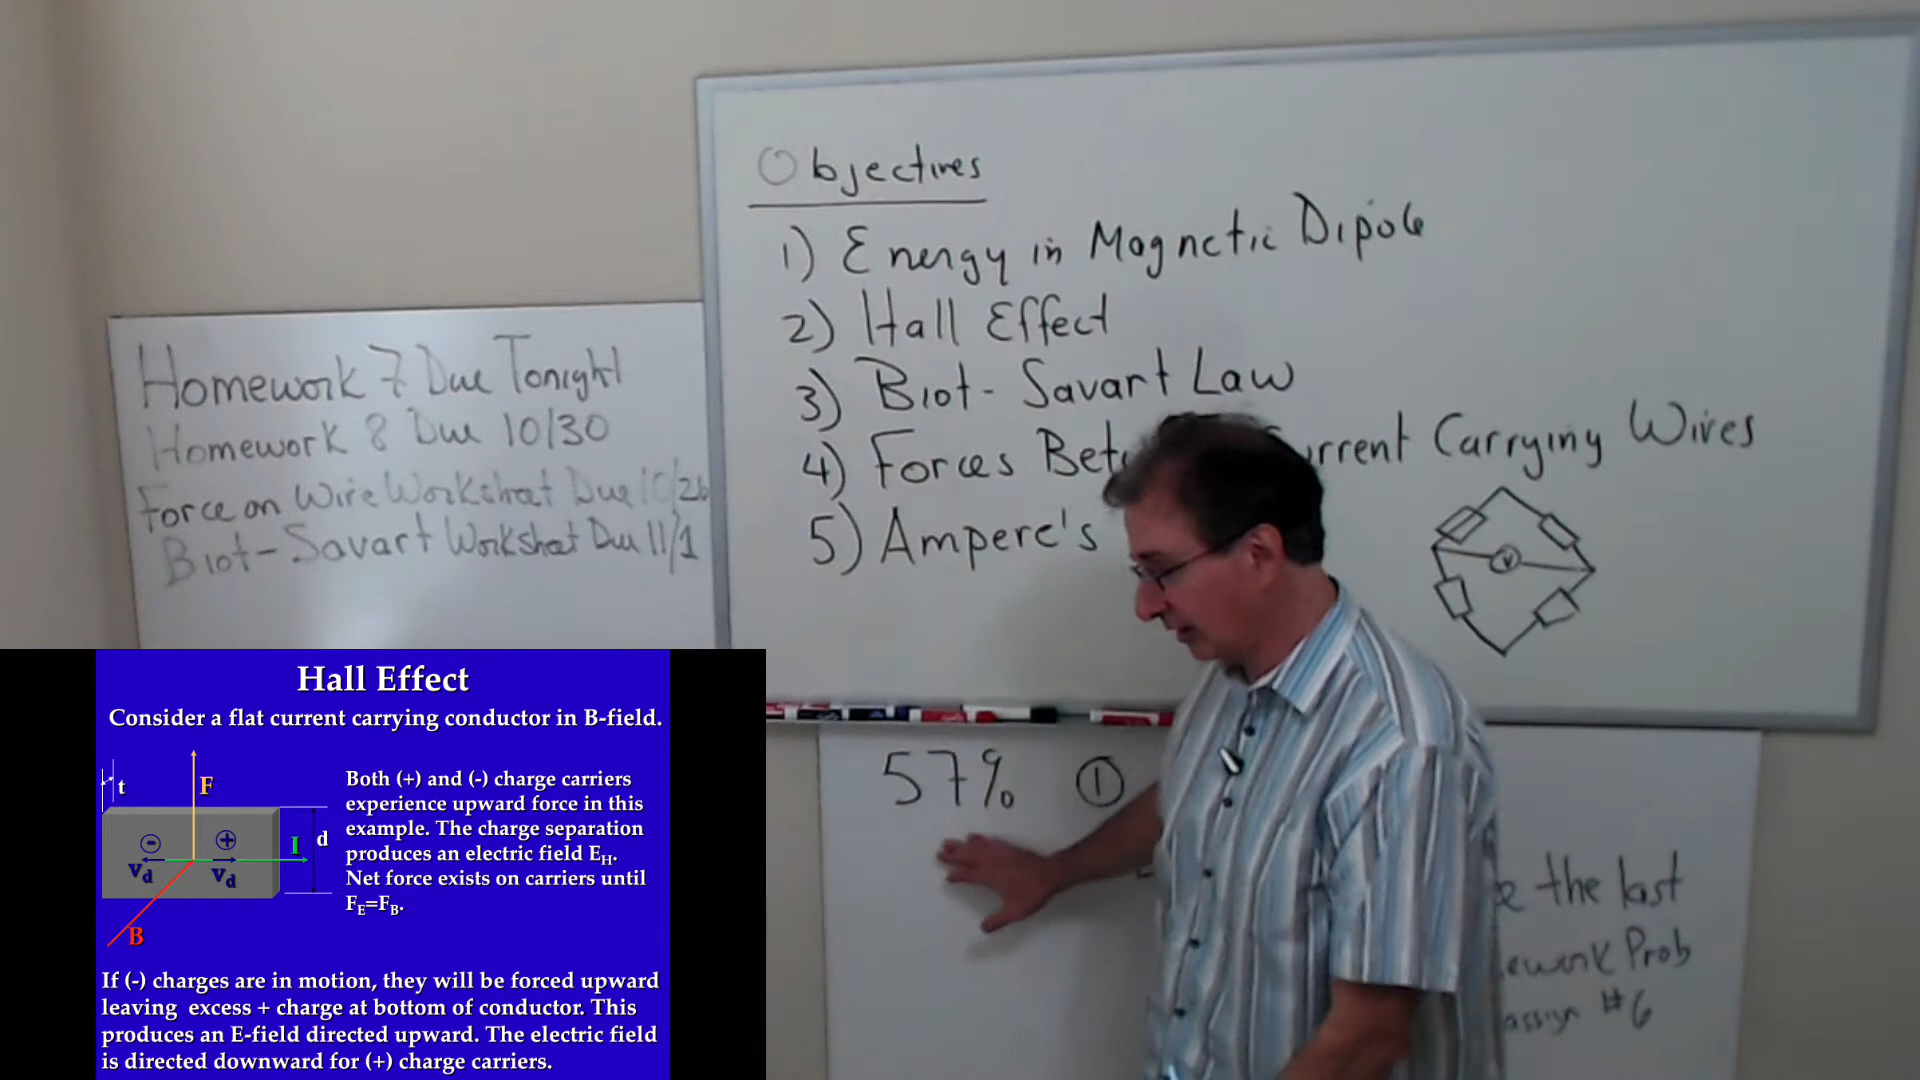 Objectives
1) Energy in Magnetic Dipole
2) Hall Effect
3) Biot-Savart Law
4) Forces Bet urrent Carrying Wires
5) Ampere's
V
Homework 7 Due Tonight
Homework 8 Due 10/30
Force on Wire Worksheet Due 10/26
Biot-Savart Worksheet Due 11/1
57% ①
the last
ework Prob
assign #6
Hall Effect
Consider a flat current carrying conductor in B-field.
t
F
d
I
- +
vd vd
B
Both (+) and (-) charge carriers
experience upward force in this
example. The charge separation
produces an electric field EH.
Net force exists on carriers until
FE=FB.
If (-) charges are in motion, they will be forced upward
leaving excess + charge at bottom of conductor. This
produces an E-field directed upward. The electric field
is directed downward for (+) charge carriers.